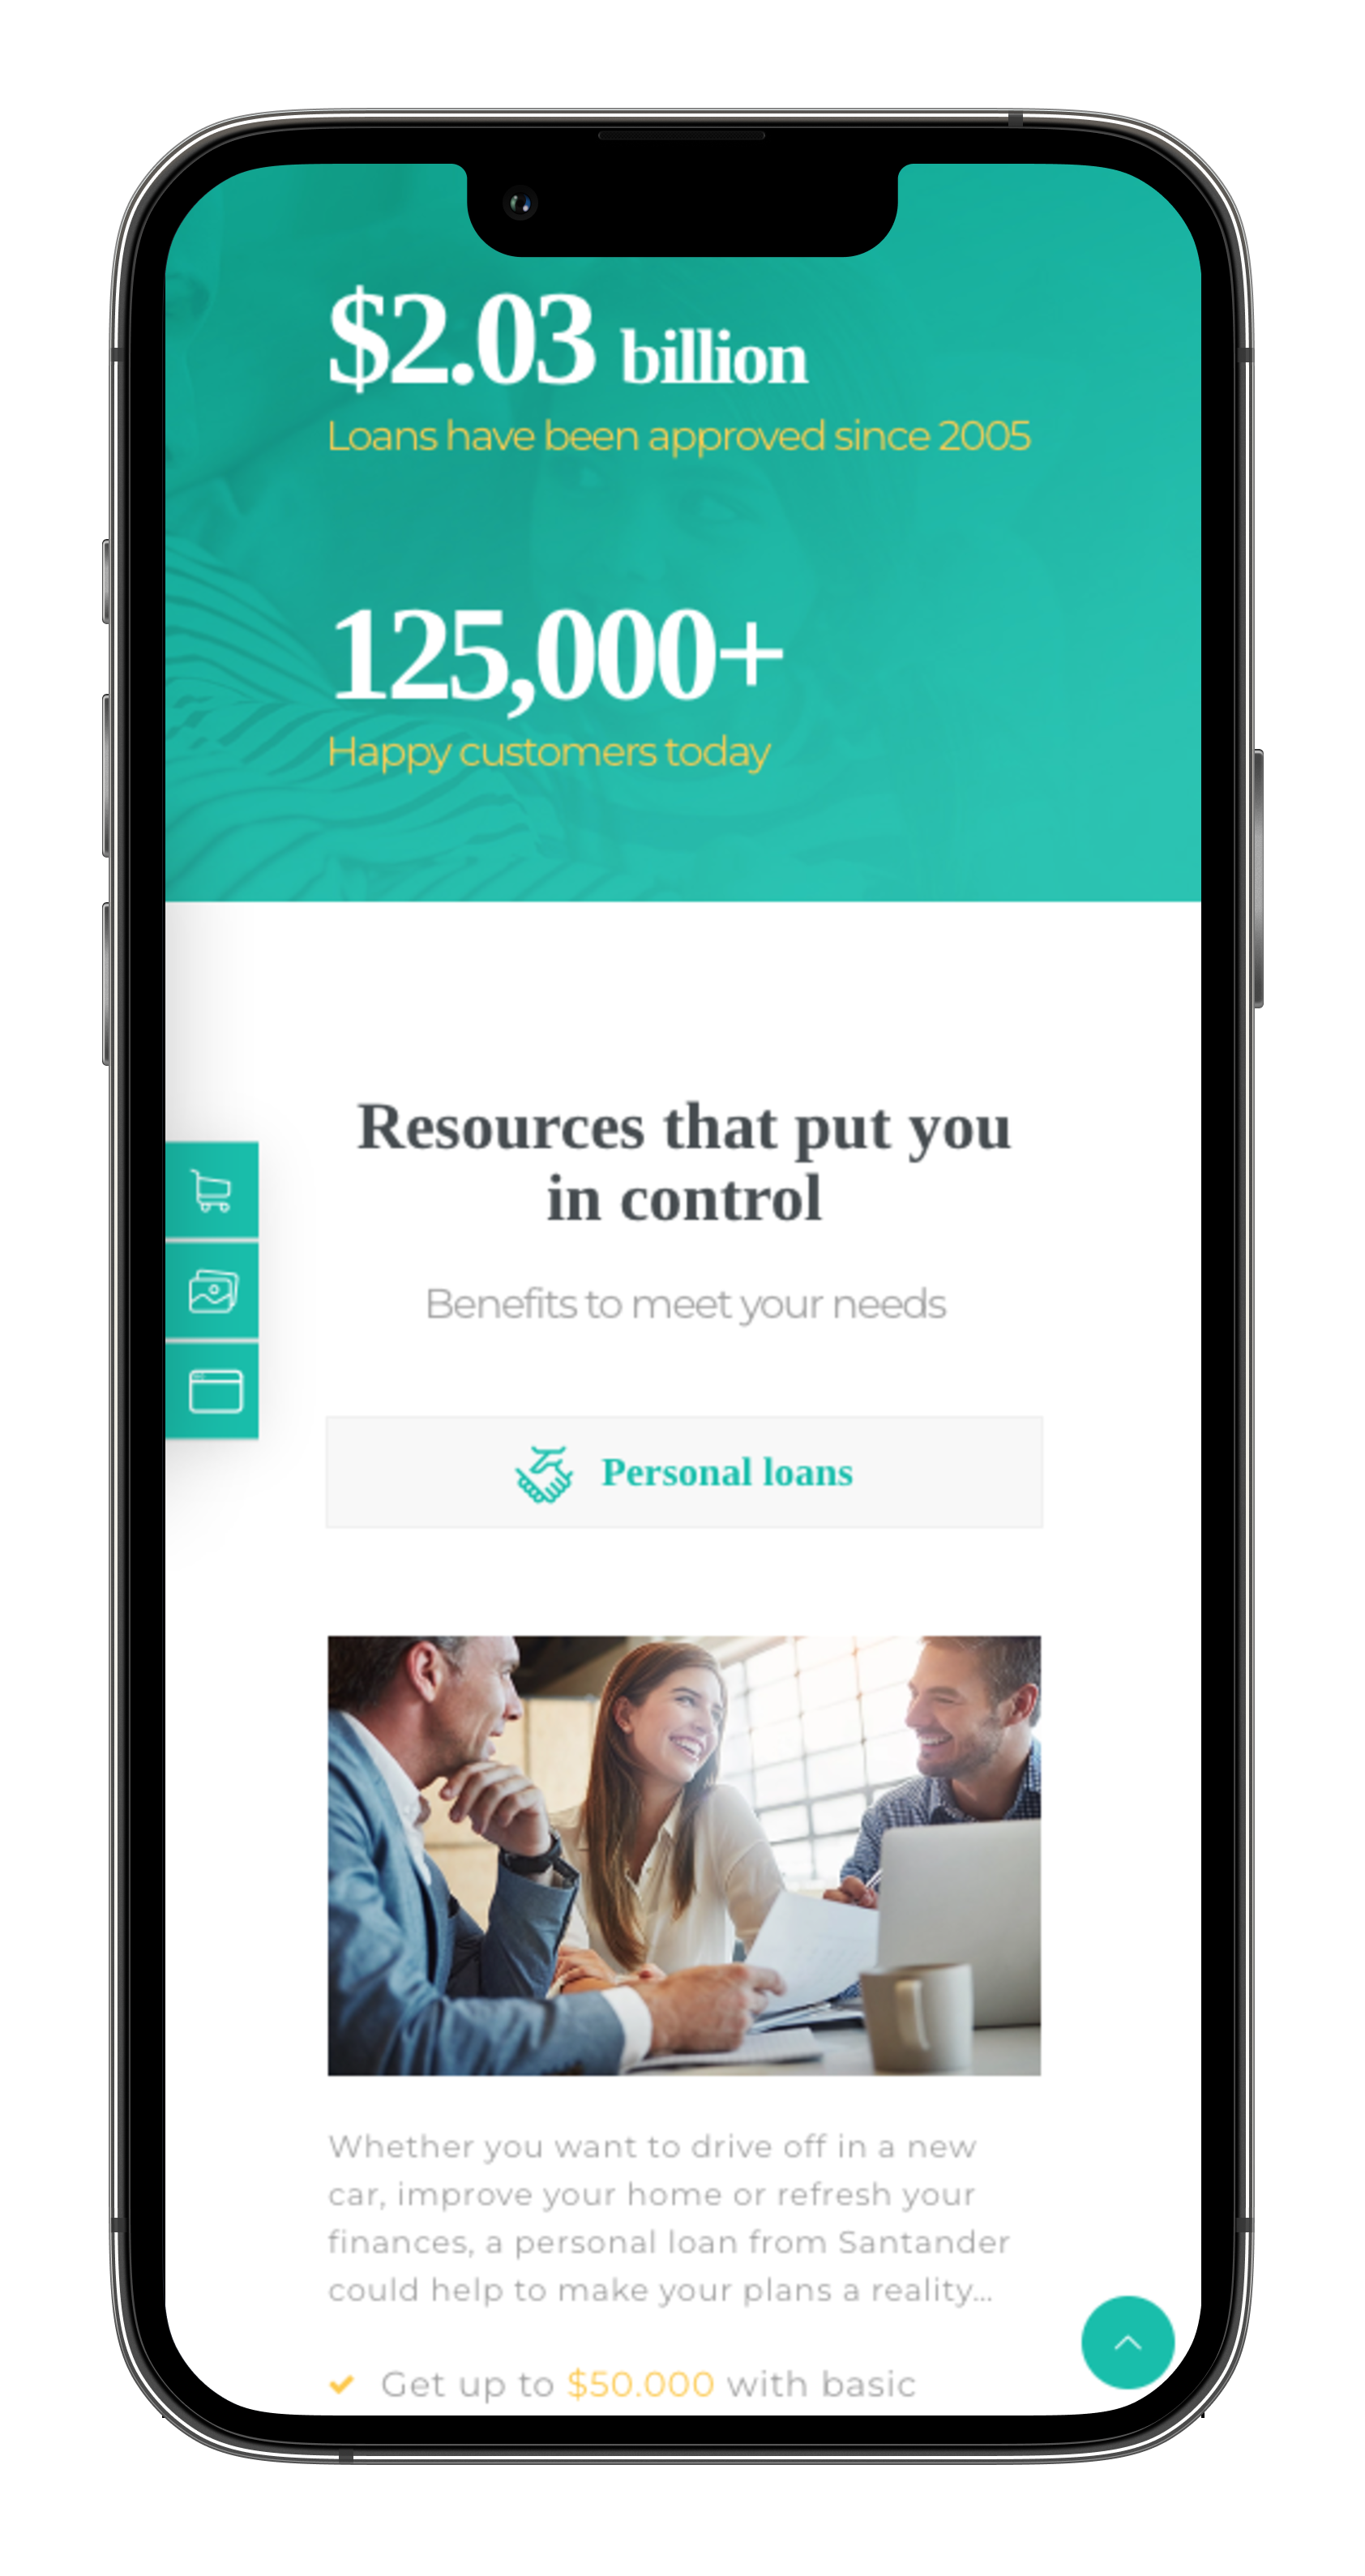 $2.03 billion
Loans have been approved since 2005
125,000+
Happy customers today
Resources that put you
in control
Benefits to meet your needs
Personal loans
Whether you want to drive off in a new
car, improve your home or refresh your
finances, a personal loan from Santander
could help to make your plans a reality...
Get up to $50.000 with basic